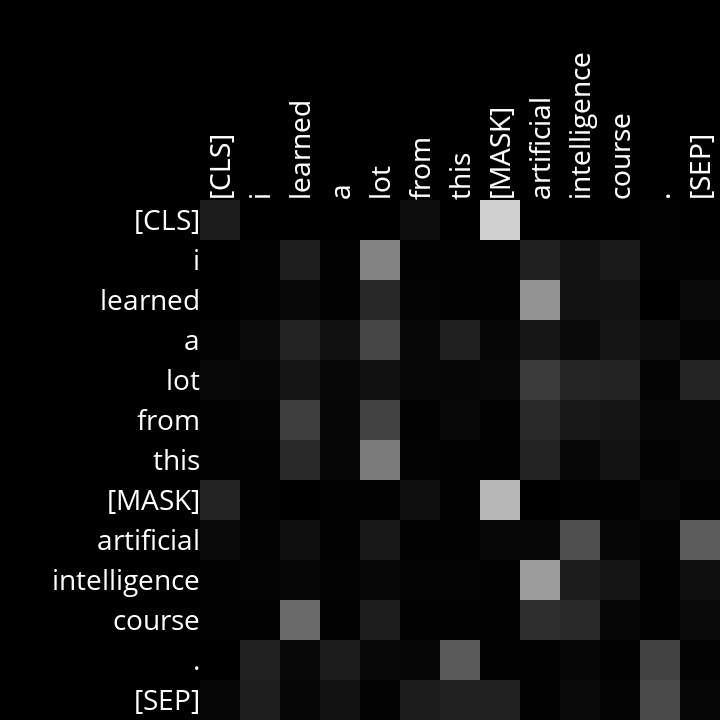 [CLS] i learned a lot from this [MASK] artificial intelligence course . [SEP]
[CLS]
i
learned
a
lot
from
this
[MASK]
artificial
intelligence
course
.
[SEP]